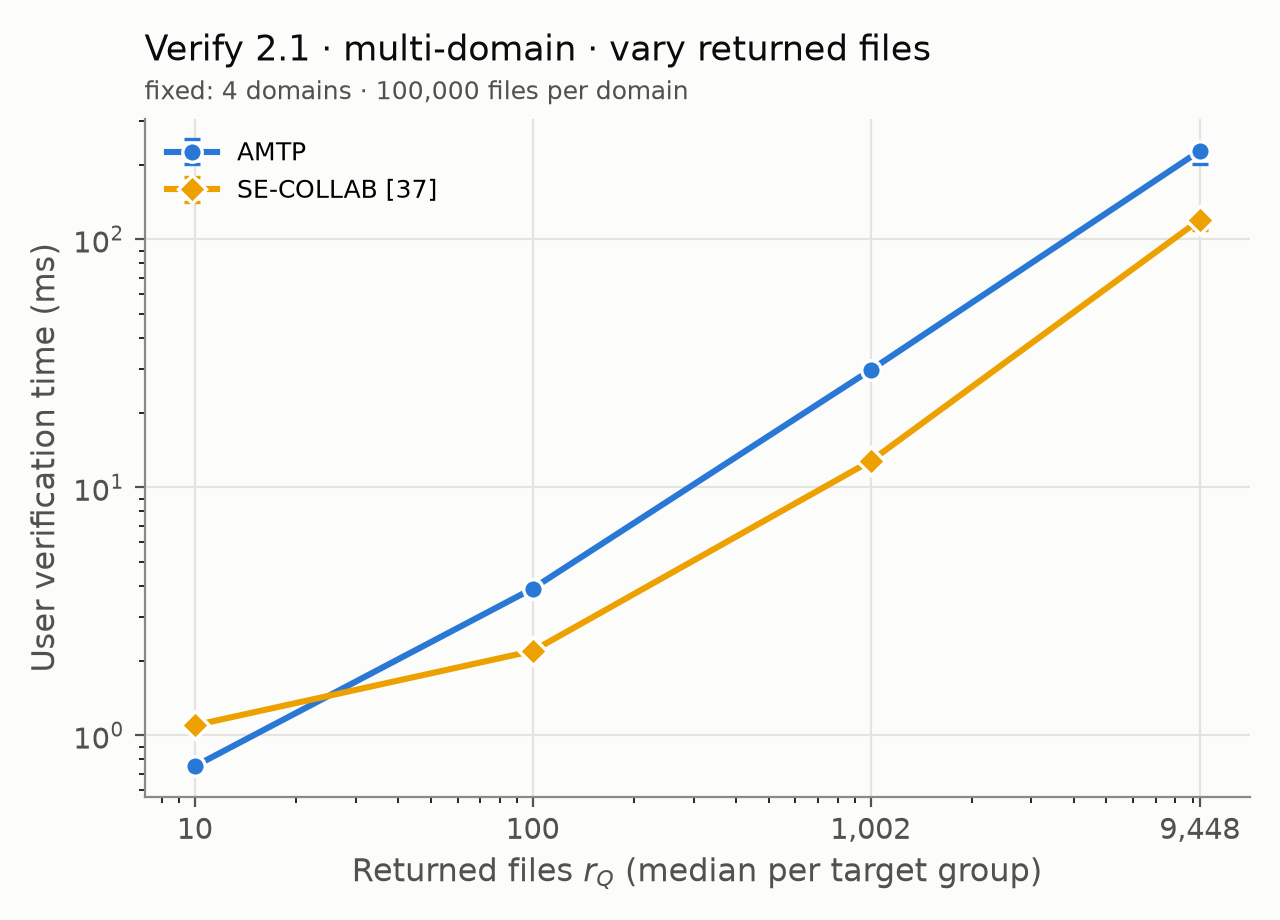 Verify 2.1 · multi-domain · vary returned files
fixed: 4 domains · 100,000 files per domain
AMTP
SE-COLLAB [37]
User verification time (ms)
10²
10¹
10⁰
10 100 1,002 9,448
Returned files r_Q (median per target group)